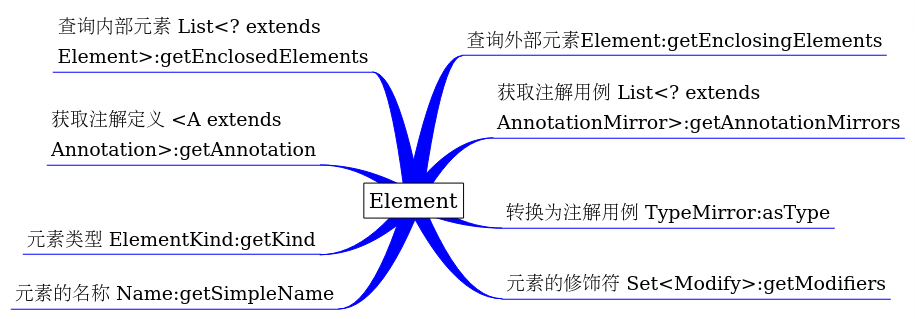 查询内部元素 List<? extends
Element>:getEnclosedElements
获取注解定义 <A extends
Annotation>:getAnnotation
元素类型 ElementKind:getKind
元素的名称 Name:getSimpleName
Element
查询外部元素Element:getEnclosingElements
获取注解用例 List<? extends
AnnotationMirror>:getAnnotationMirrors
转换为注解用例 TypeMirror:asType
元素的修饰符 Set<Modify>:getModifiers